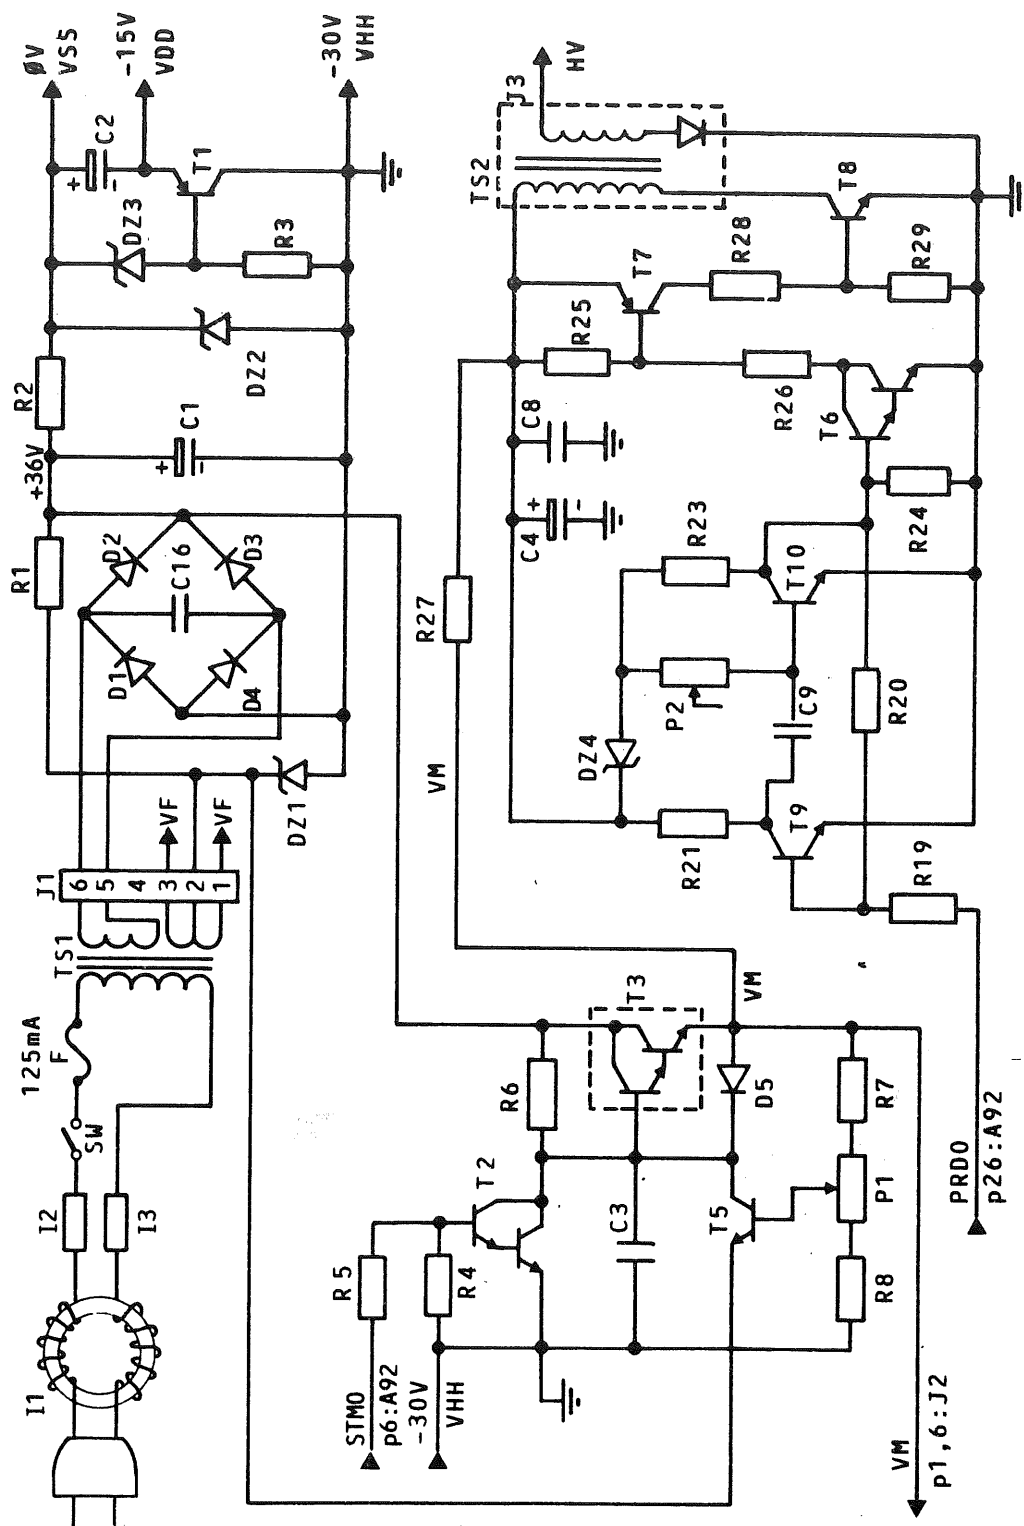 ØV
VSS
-15V
VDD
-30V
VHH
C2
+
-
T1
DZ3
R3
DZ2
R2
+36V
C1
+
-
R1
D2
D3
C16
D1
D4
DZ1
VF
VF
J1
6
5
4
3
2
1
TS1
125mA
F
SW
I2
I3
I1
HV
J3
TS2
T8
T7
R28
R29
R25
R26
T6
C8
C4
+
-
R24
R23
T10
R27
P2
C9
R20
DZ4
VM
T9
R21
R19
T3
VM
R6
D5
R7
T2
C3
T5
P1
R5
R4
R8
STMO
p6:A92
-30V
VHH
PRDO
p26:A92
VM
p1,6:J2